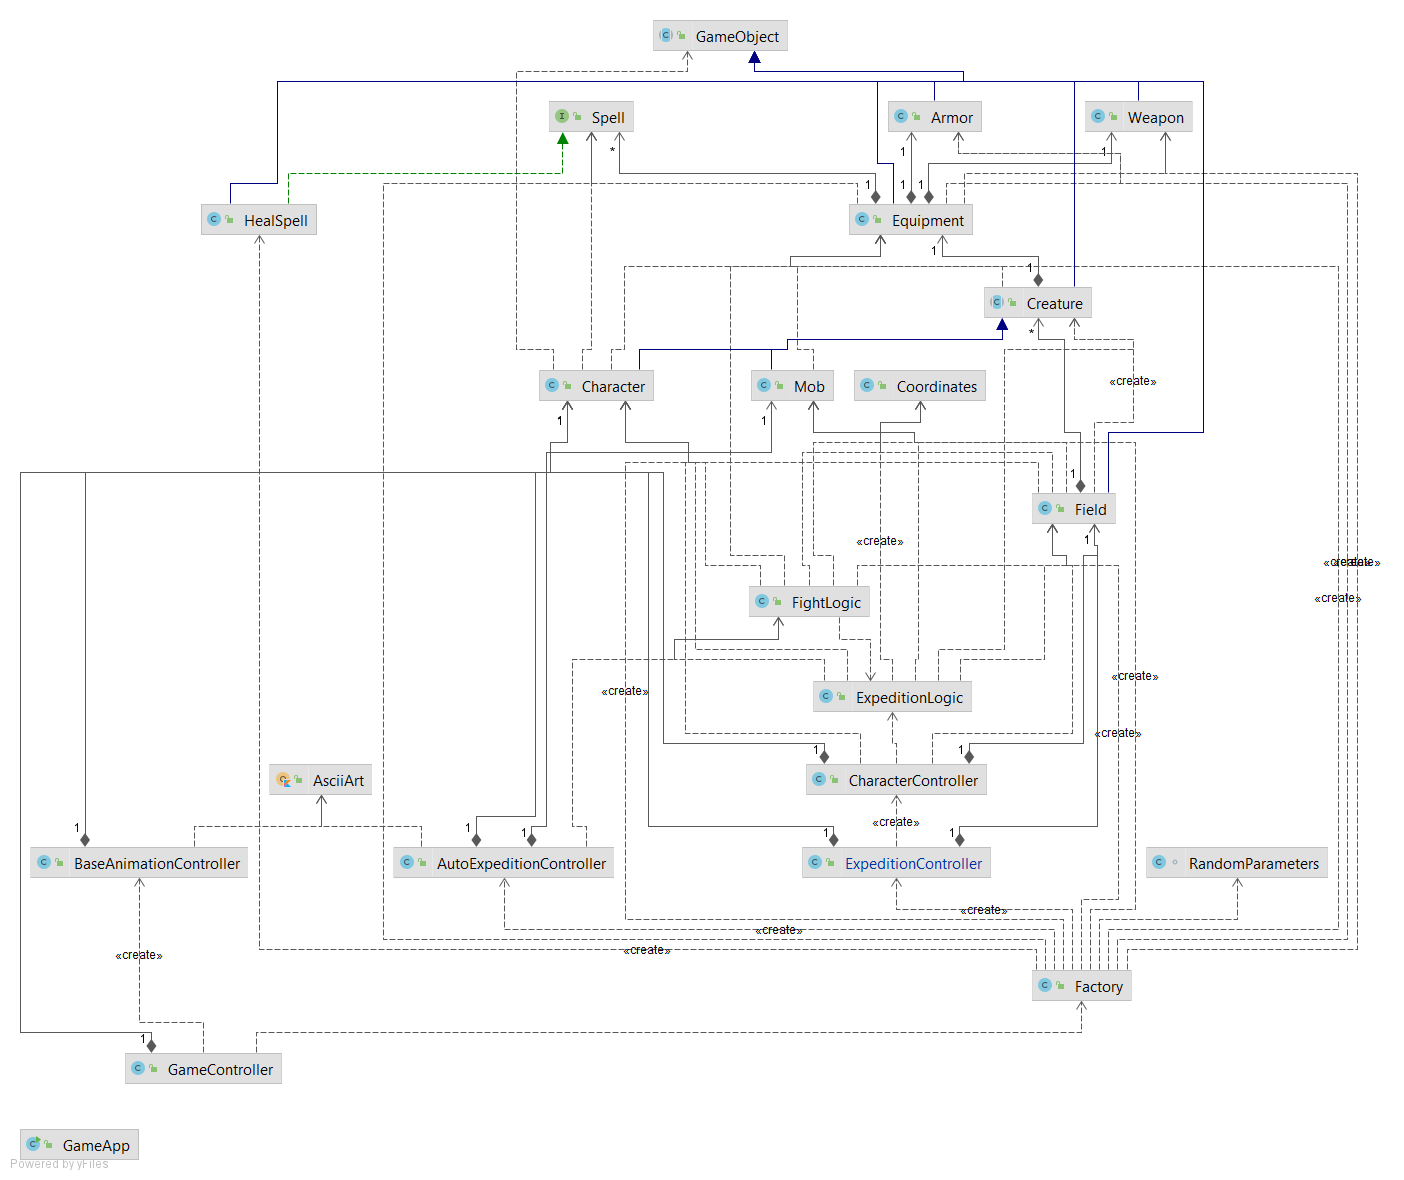 GameObject
Spell
Armor
Weapon
*
1
1
1
1
1
HealSpell
Equipment
1
1
Creature
*
«create»
Character
Mob
Coordinates
1
1
1
Field
1
«create»
«create»
«create»
«create»
FightLogic
«create»
«create»
ExpeditionLogic
«create»
1
1
AsciiArt
CharacterController
«create»
1
1
1
1
1
BaseAnimationController
AutoExpeditionController
ExpeditionController
RandomParameters
«create»
«create»
«create»
«create»
Factory
1
GameController
GameApp
Powered by yFiles